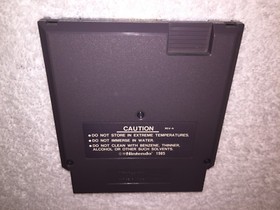 CAUTION REV-A
●DO NOT STORE IN EXTREME TEMPERATURES.
●DO NOT IMMERSE IN WATER.
●DO NOT CLEAN WITH BENZENE, THINNER,
ALCOHOL OR OTHER SUCH SOLVENTS.
©Nintendo 1985